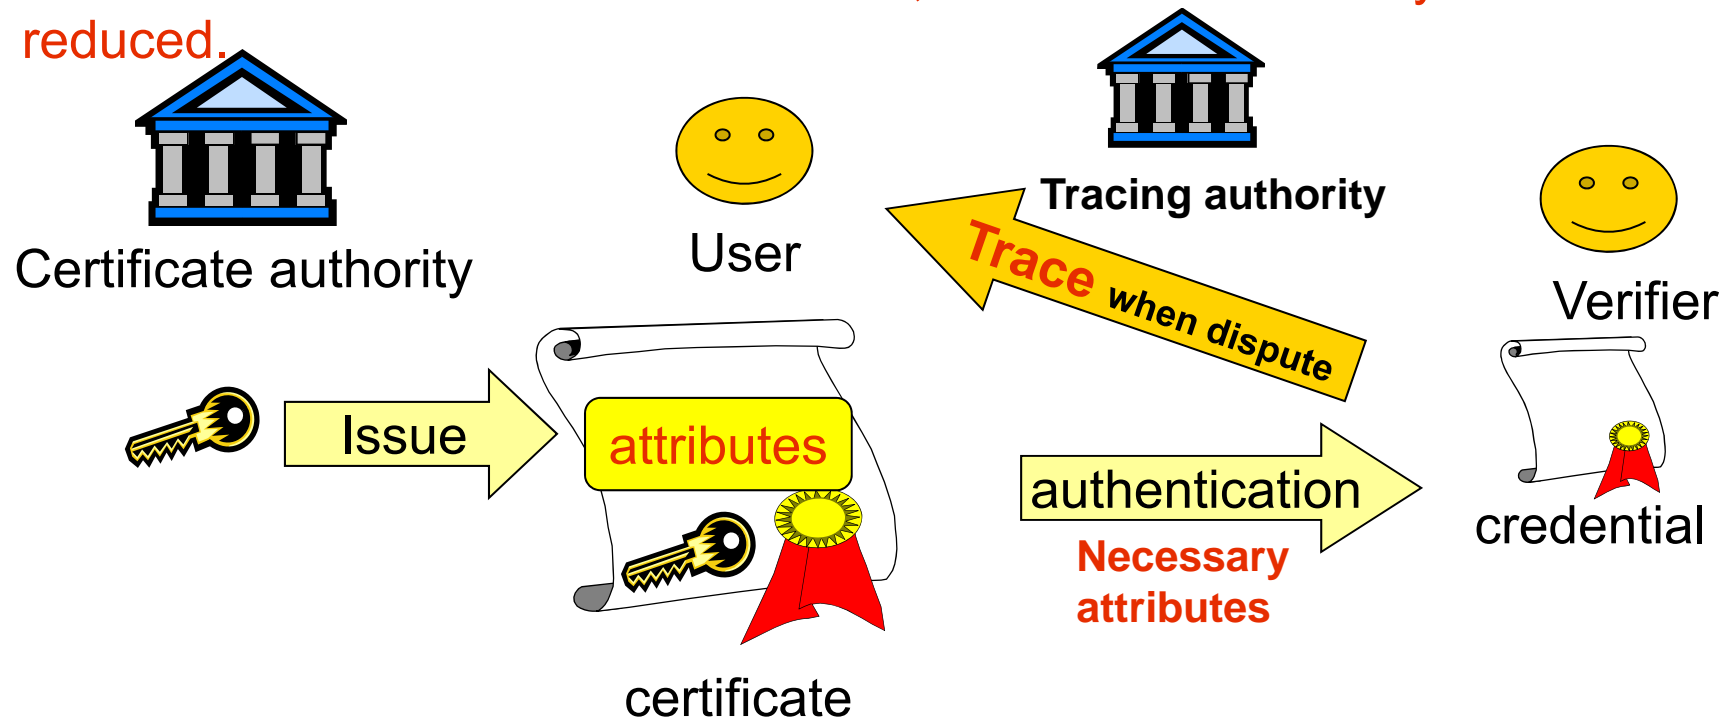 reduced.
Tracing authority
User
Certificate authority
Trace when dispute
Verifier
Issue
attributes
authentication
credential
Necessary
attributes
certificate